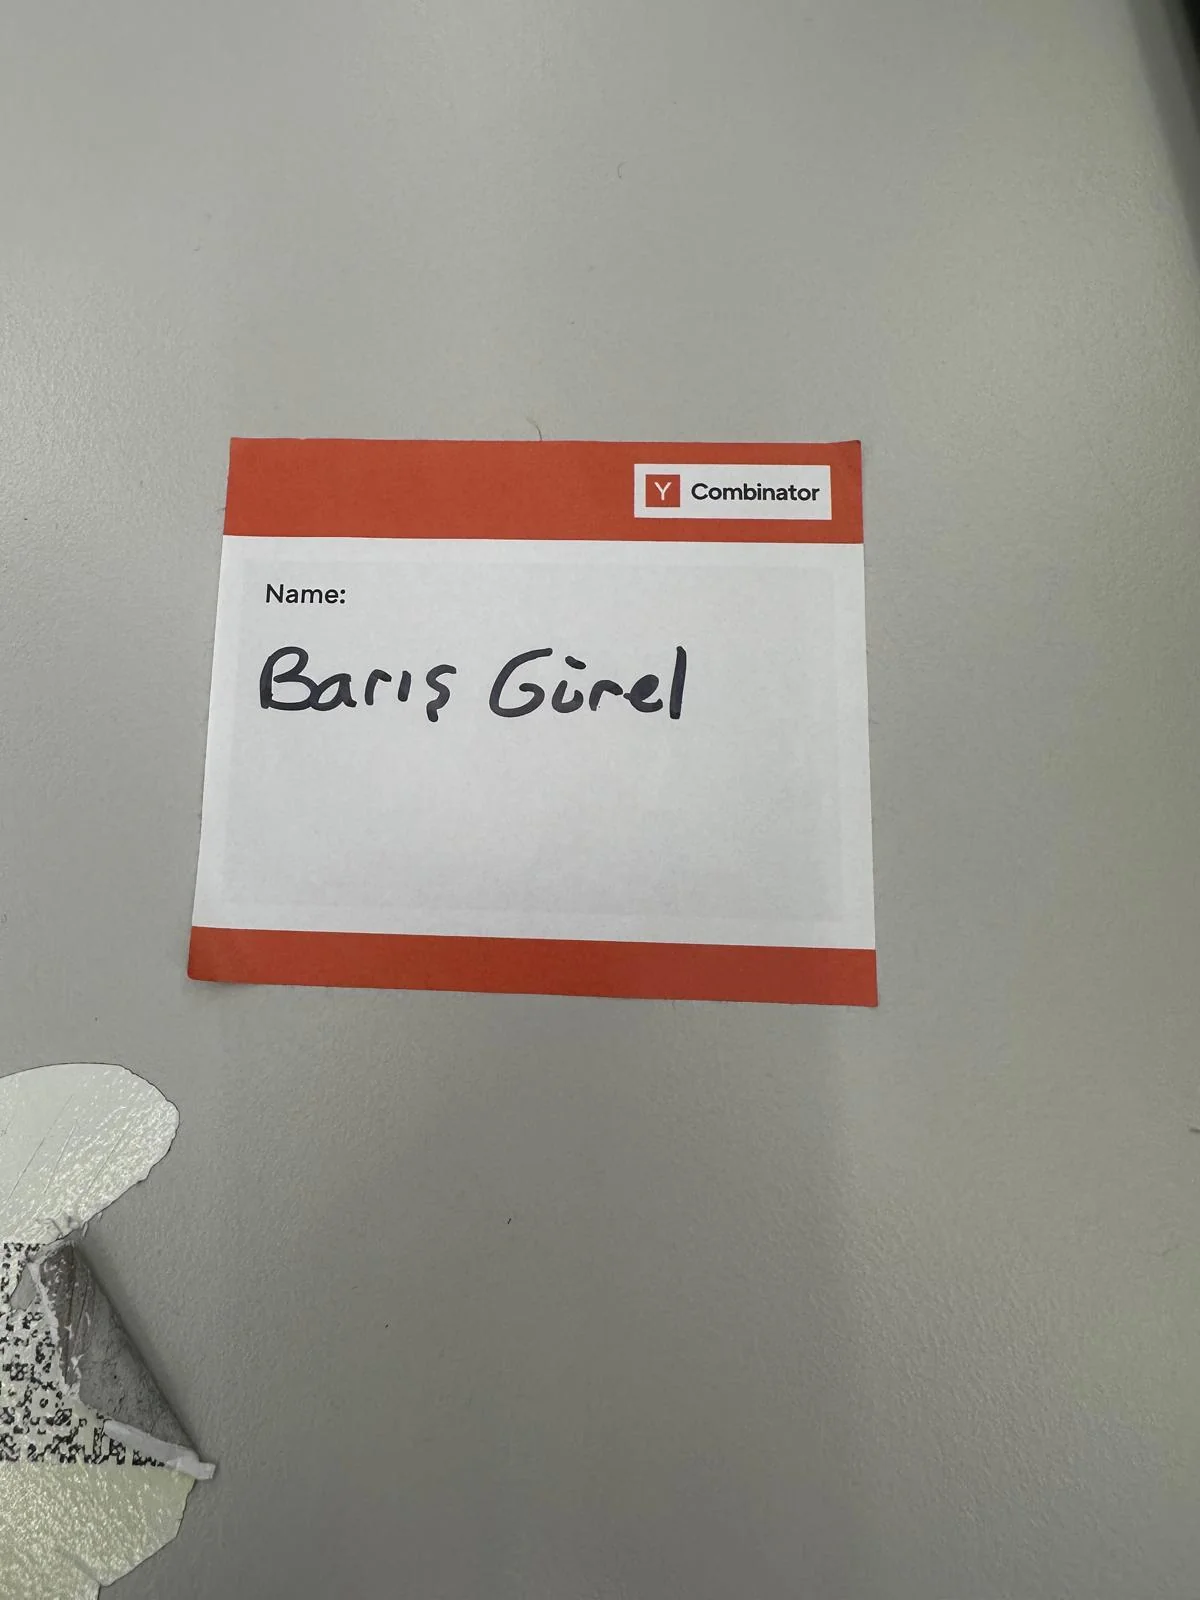 Y Combinator
Name:
Barış Gürel